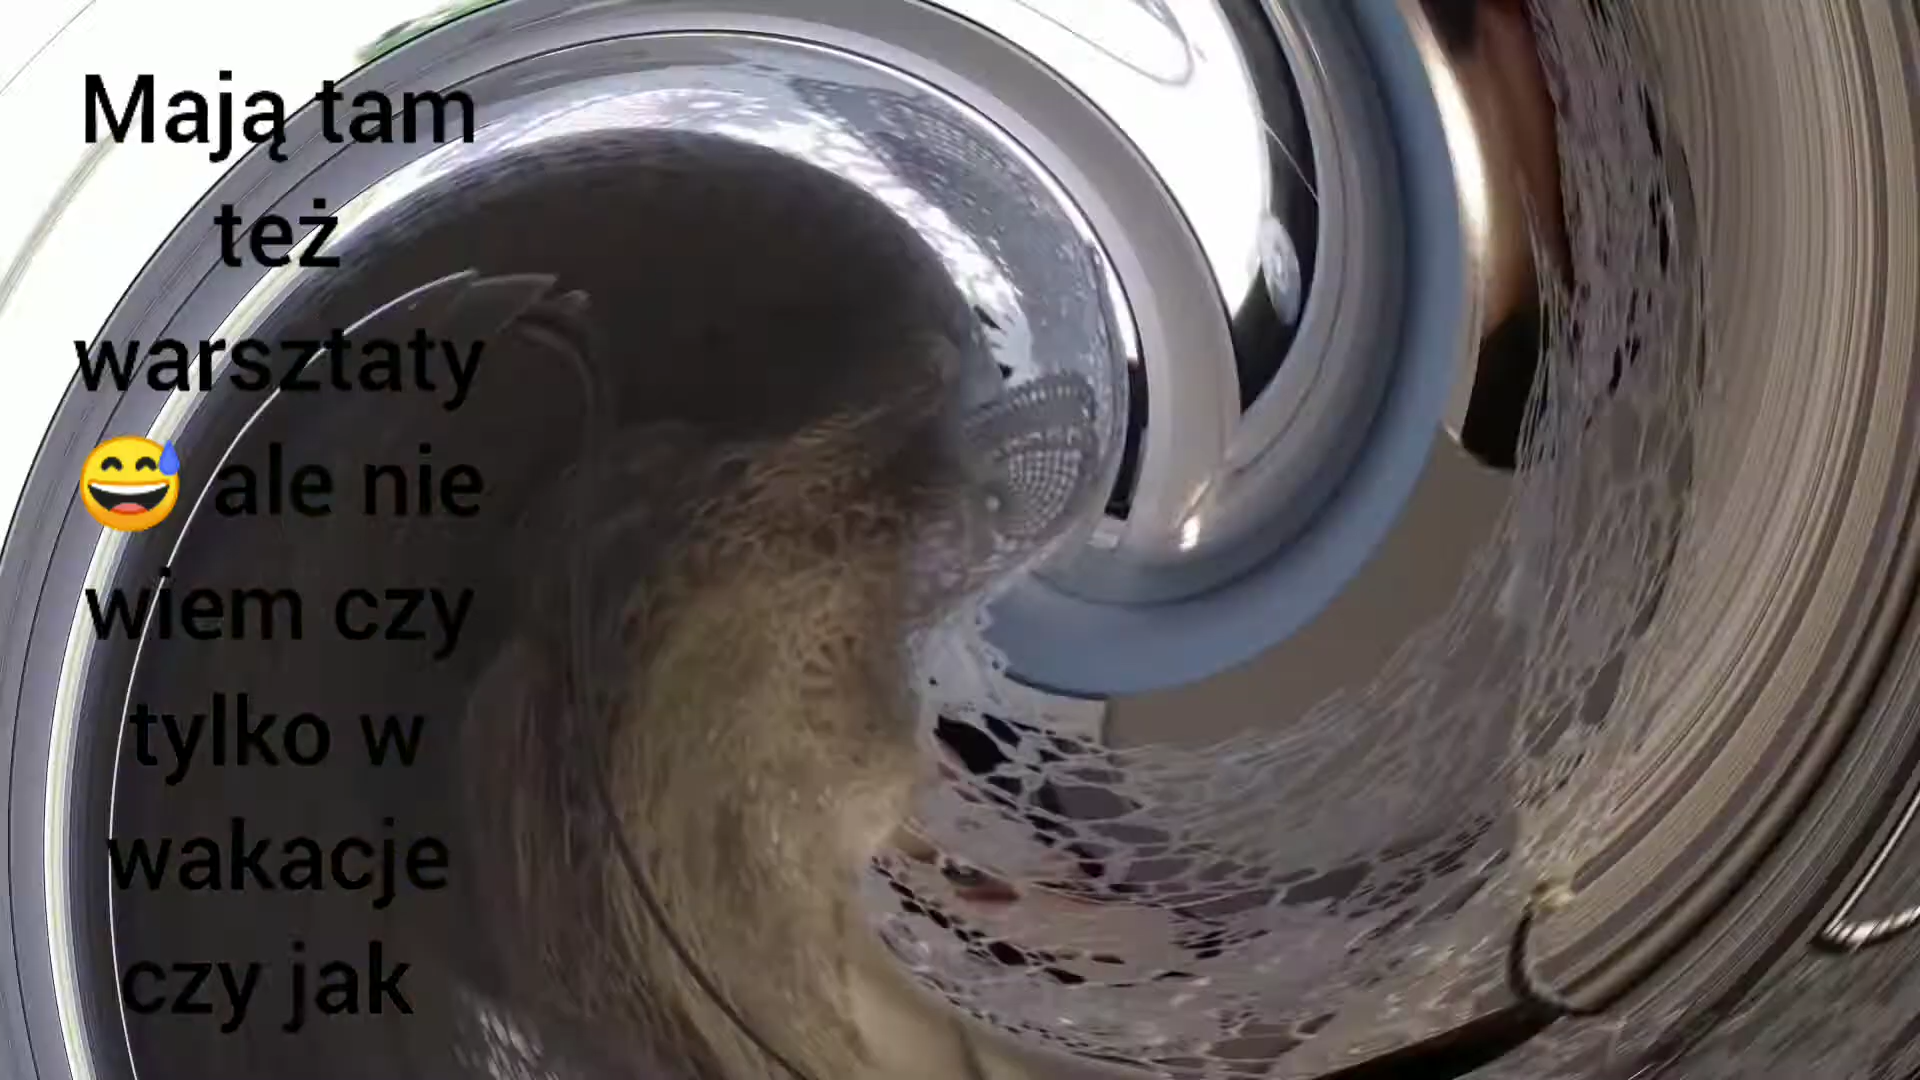 Mają tam
też
warsztaty
😅 ale nie
wiem czy
tylko w
wakacje
czy jak